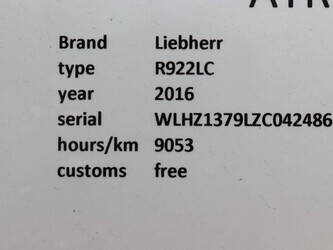 Brand Liebherr
type R922LC
year 2016
serial WLHZ1379LZC042486
hours/km 9053
customs free